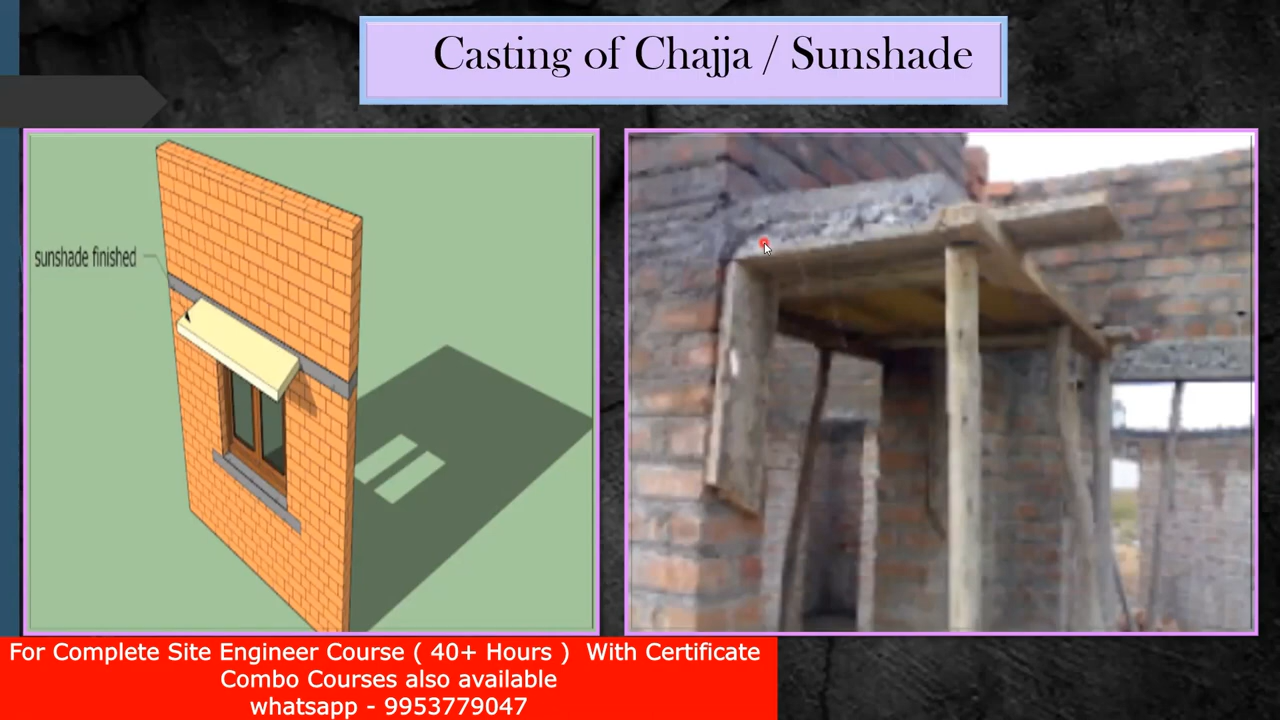 Casting of Chajja / Sunshade
sunshade finished
For Complete Site Engineer Course ( 40+ Hours ) With Certificate
Combo Courses also available
whatsapp - 9953779047